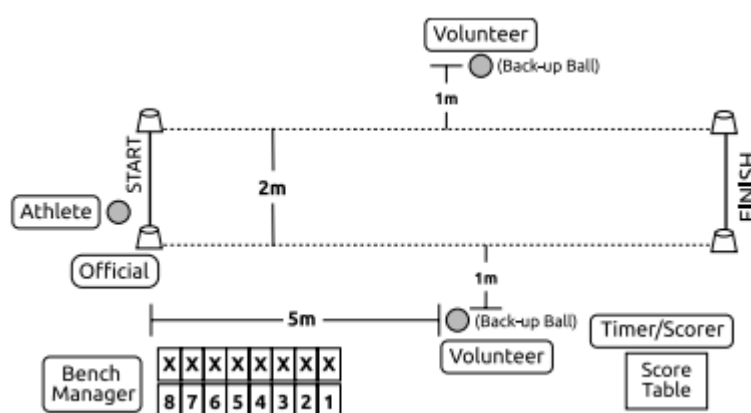 Volunteer
(Back-up Ball)
1m
START
2m
FINISH
Athlete
Official
1m
5m
(Back-up Ball)
Volunteer
Timer/Scorer
Bench
Manager
X X X X X X X X
8 7 6 5 4 3 2 1
Score
Table